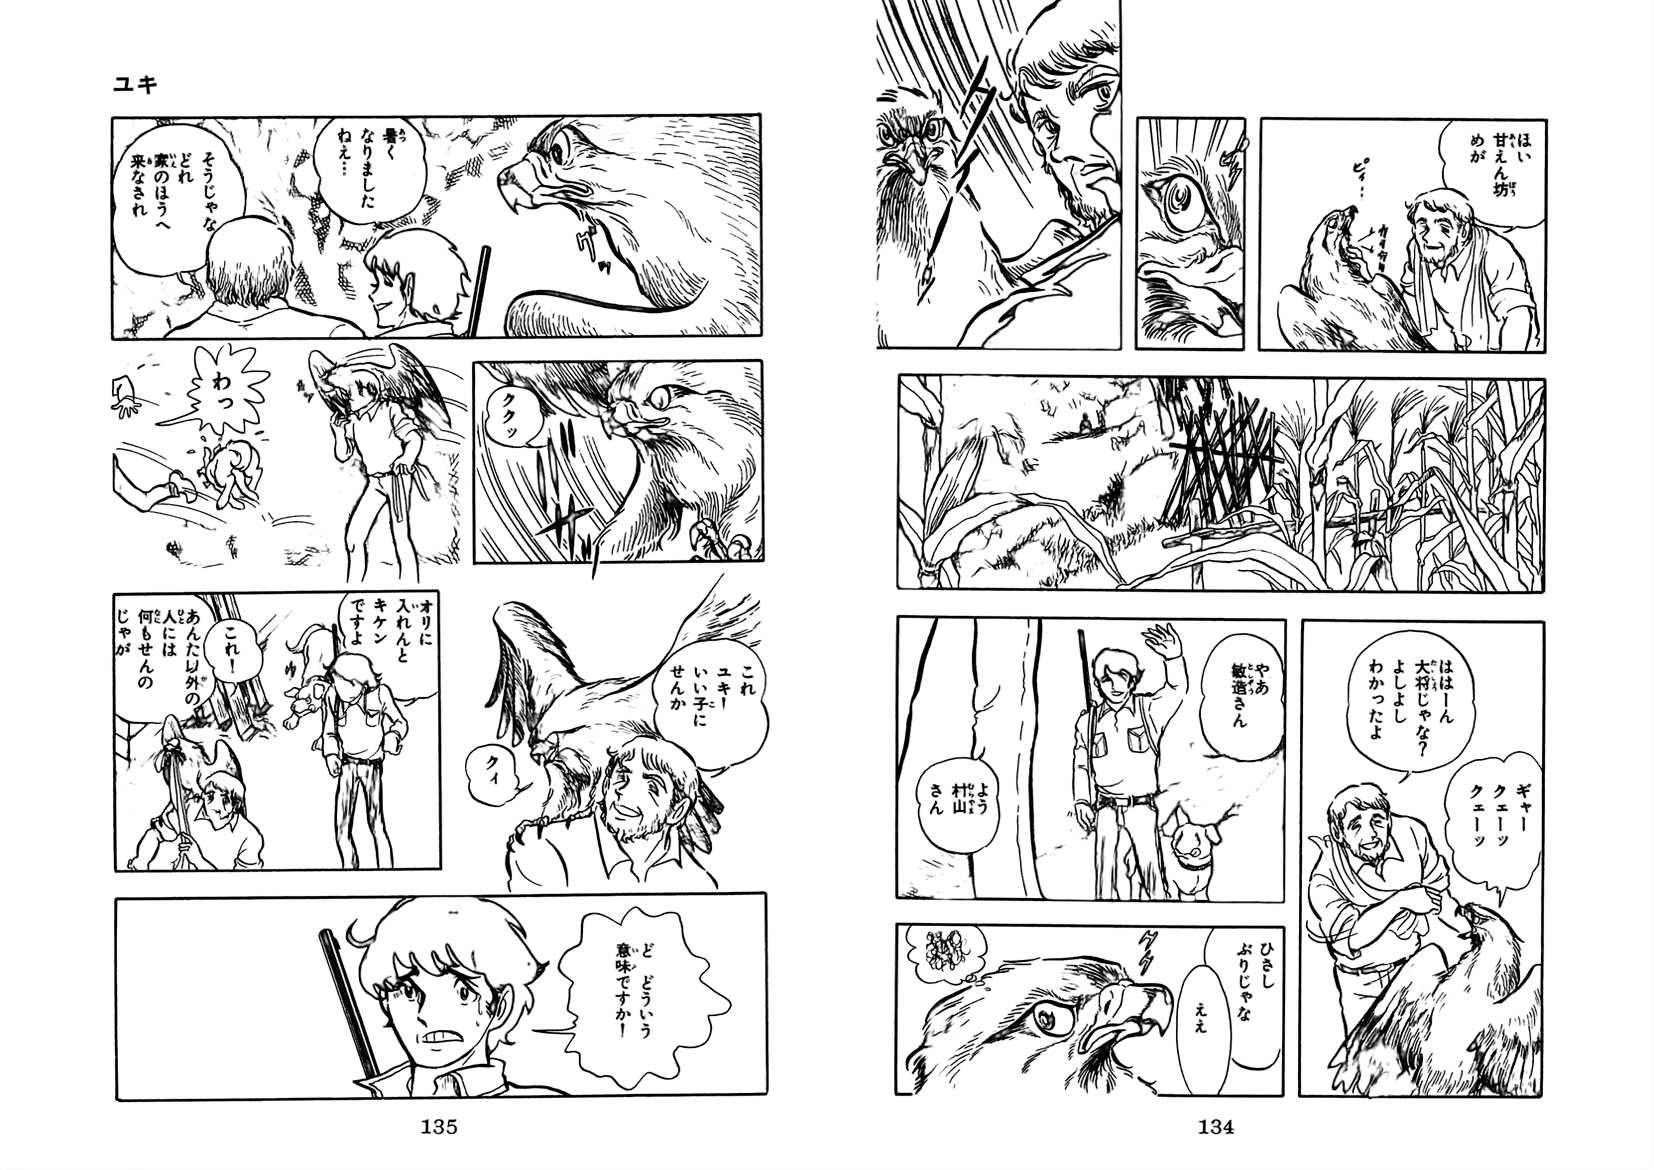 ほい
甘えん坊
めが
ピィ…
ははーん
大将じゃな？
よしよし
わかったよ
ギャー
クェーッ
クェーッ
やあ
敏造さん
よう
村山
さん
ひさし
ぶりじゃな
ええ
ククク
134
ユキ
暑く
なりました
ねえ…
そうじゃな
どれ
家のほうへ
来なされ
グッ
ククッ
わっ
これ
ユキ！
いい子に
せんか
クィ
オリに
入れんと
キケン
ですよ
これ！
あんた以外の
人には
何もせんの
じゃが
ど どういう
意味ですか！
135